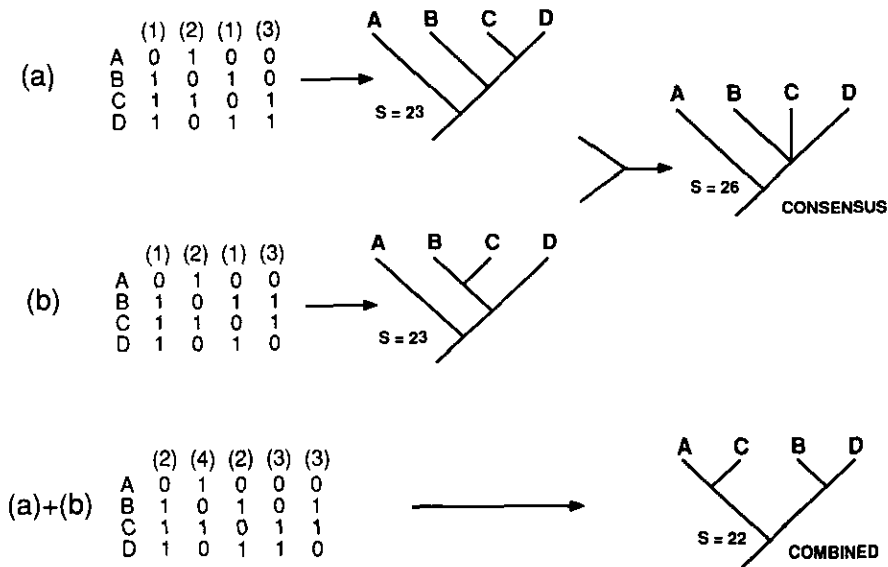 (1) (2) (1) (3)
A 0 1 0 0
(a) B 1 0 1 0
C 1 1 0 1
D 1 0 1 1
A B C D
S = 23
A B C D
S = 26
CONSENSUS
(1) (2) (1) (3)
A 0 1 0 0
(b) B 1 0 1 1
C 1 1 0 1
D 1 0 1 0
A B C D
S = 23
(2) (4) (2) (3) (3)
A 0 1 0 0 0
(a)+(b) B 1 0 1 0 1
C 1 1 0 1 1
D 1 0 1 1 0
A C B D
S = 22
COMBINED